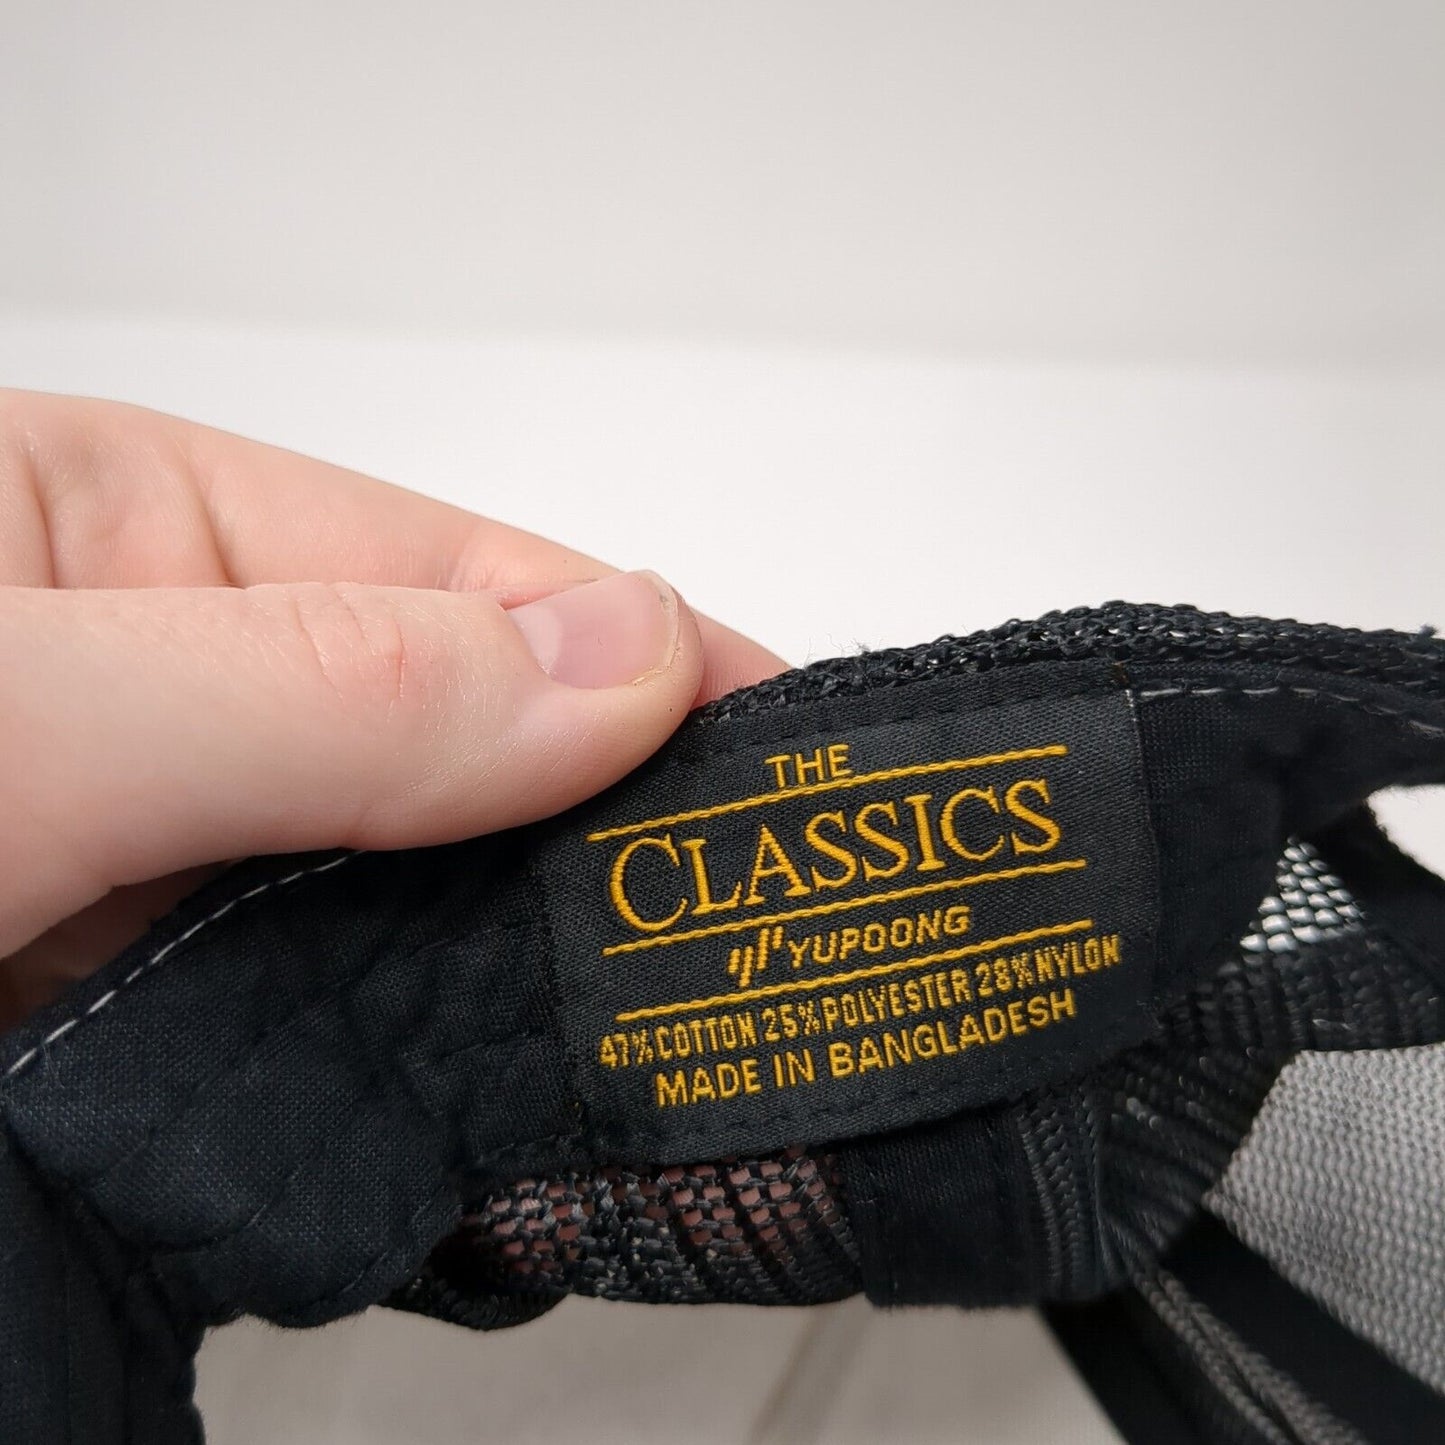 THE
CLASSICS
YUPOONG
47% COTTON 25% POLYESTER 28% NYLON
MADE IN BANGLADESH